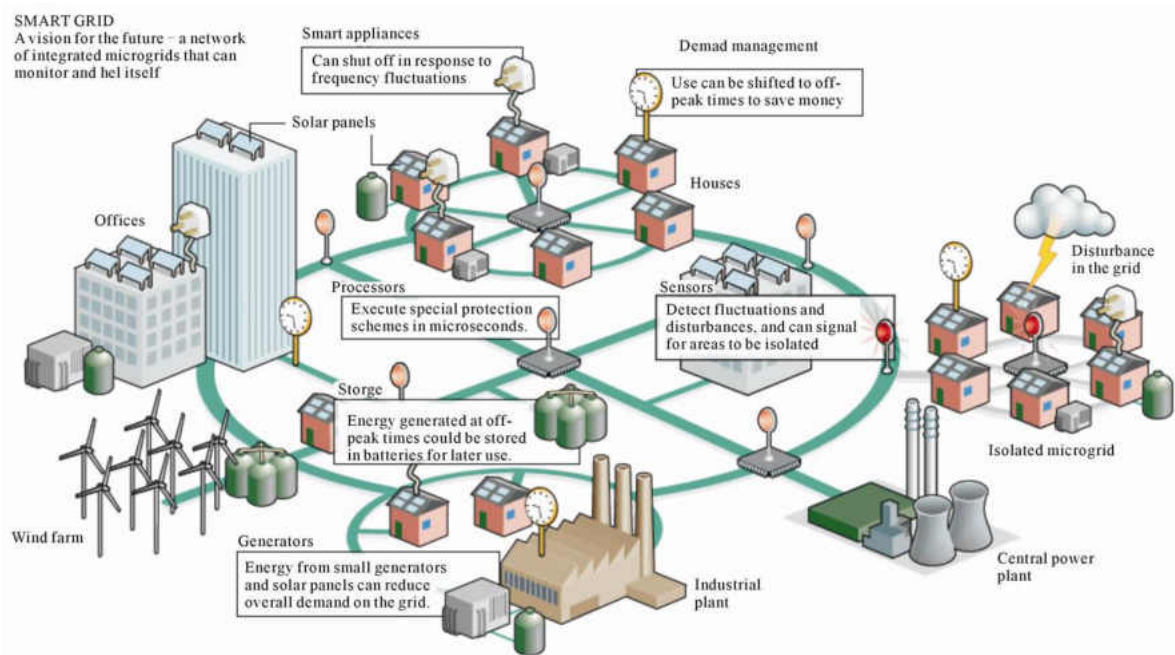 SMART GRID
A vision for the future – a network
of integrated microgrids that can
monitor and hel itself
Smart appliances
Can shut off in response to
frequency fluctuations
Demad management
Use can be shifted to off-
peak times to save money
Solar panels
Houses
Offices
Disturbance
in the grid
Processors
Execute special protection
schemes in microseconds.
Sensors
Detect fluctuations and
disturbances, and can signal
for areas to be isolated
Storge
Energy generated at off-
peak times could be stored
in batteries for later use.
Isolated microgrid
Wind farm
Generators
Energy from small generators
and solar panels can reduce
overall demand on the grid.
Industrial
plant
Central power
plant